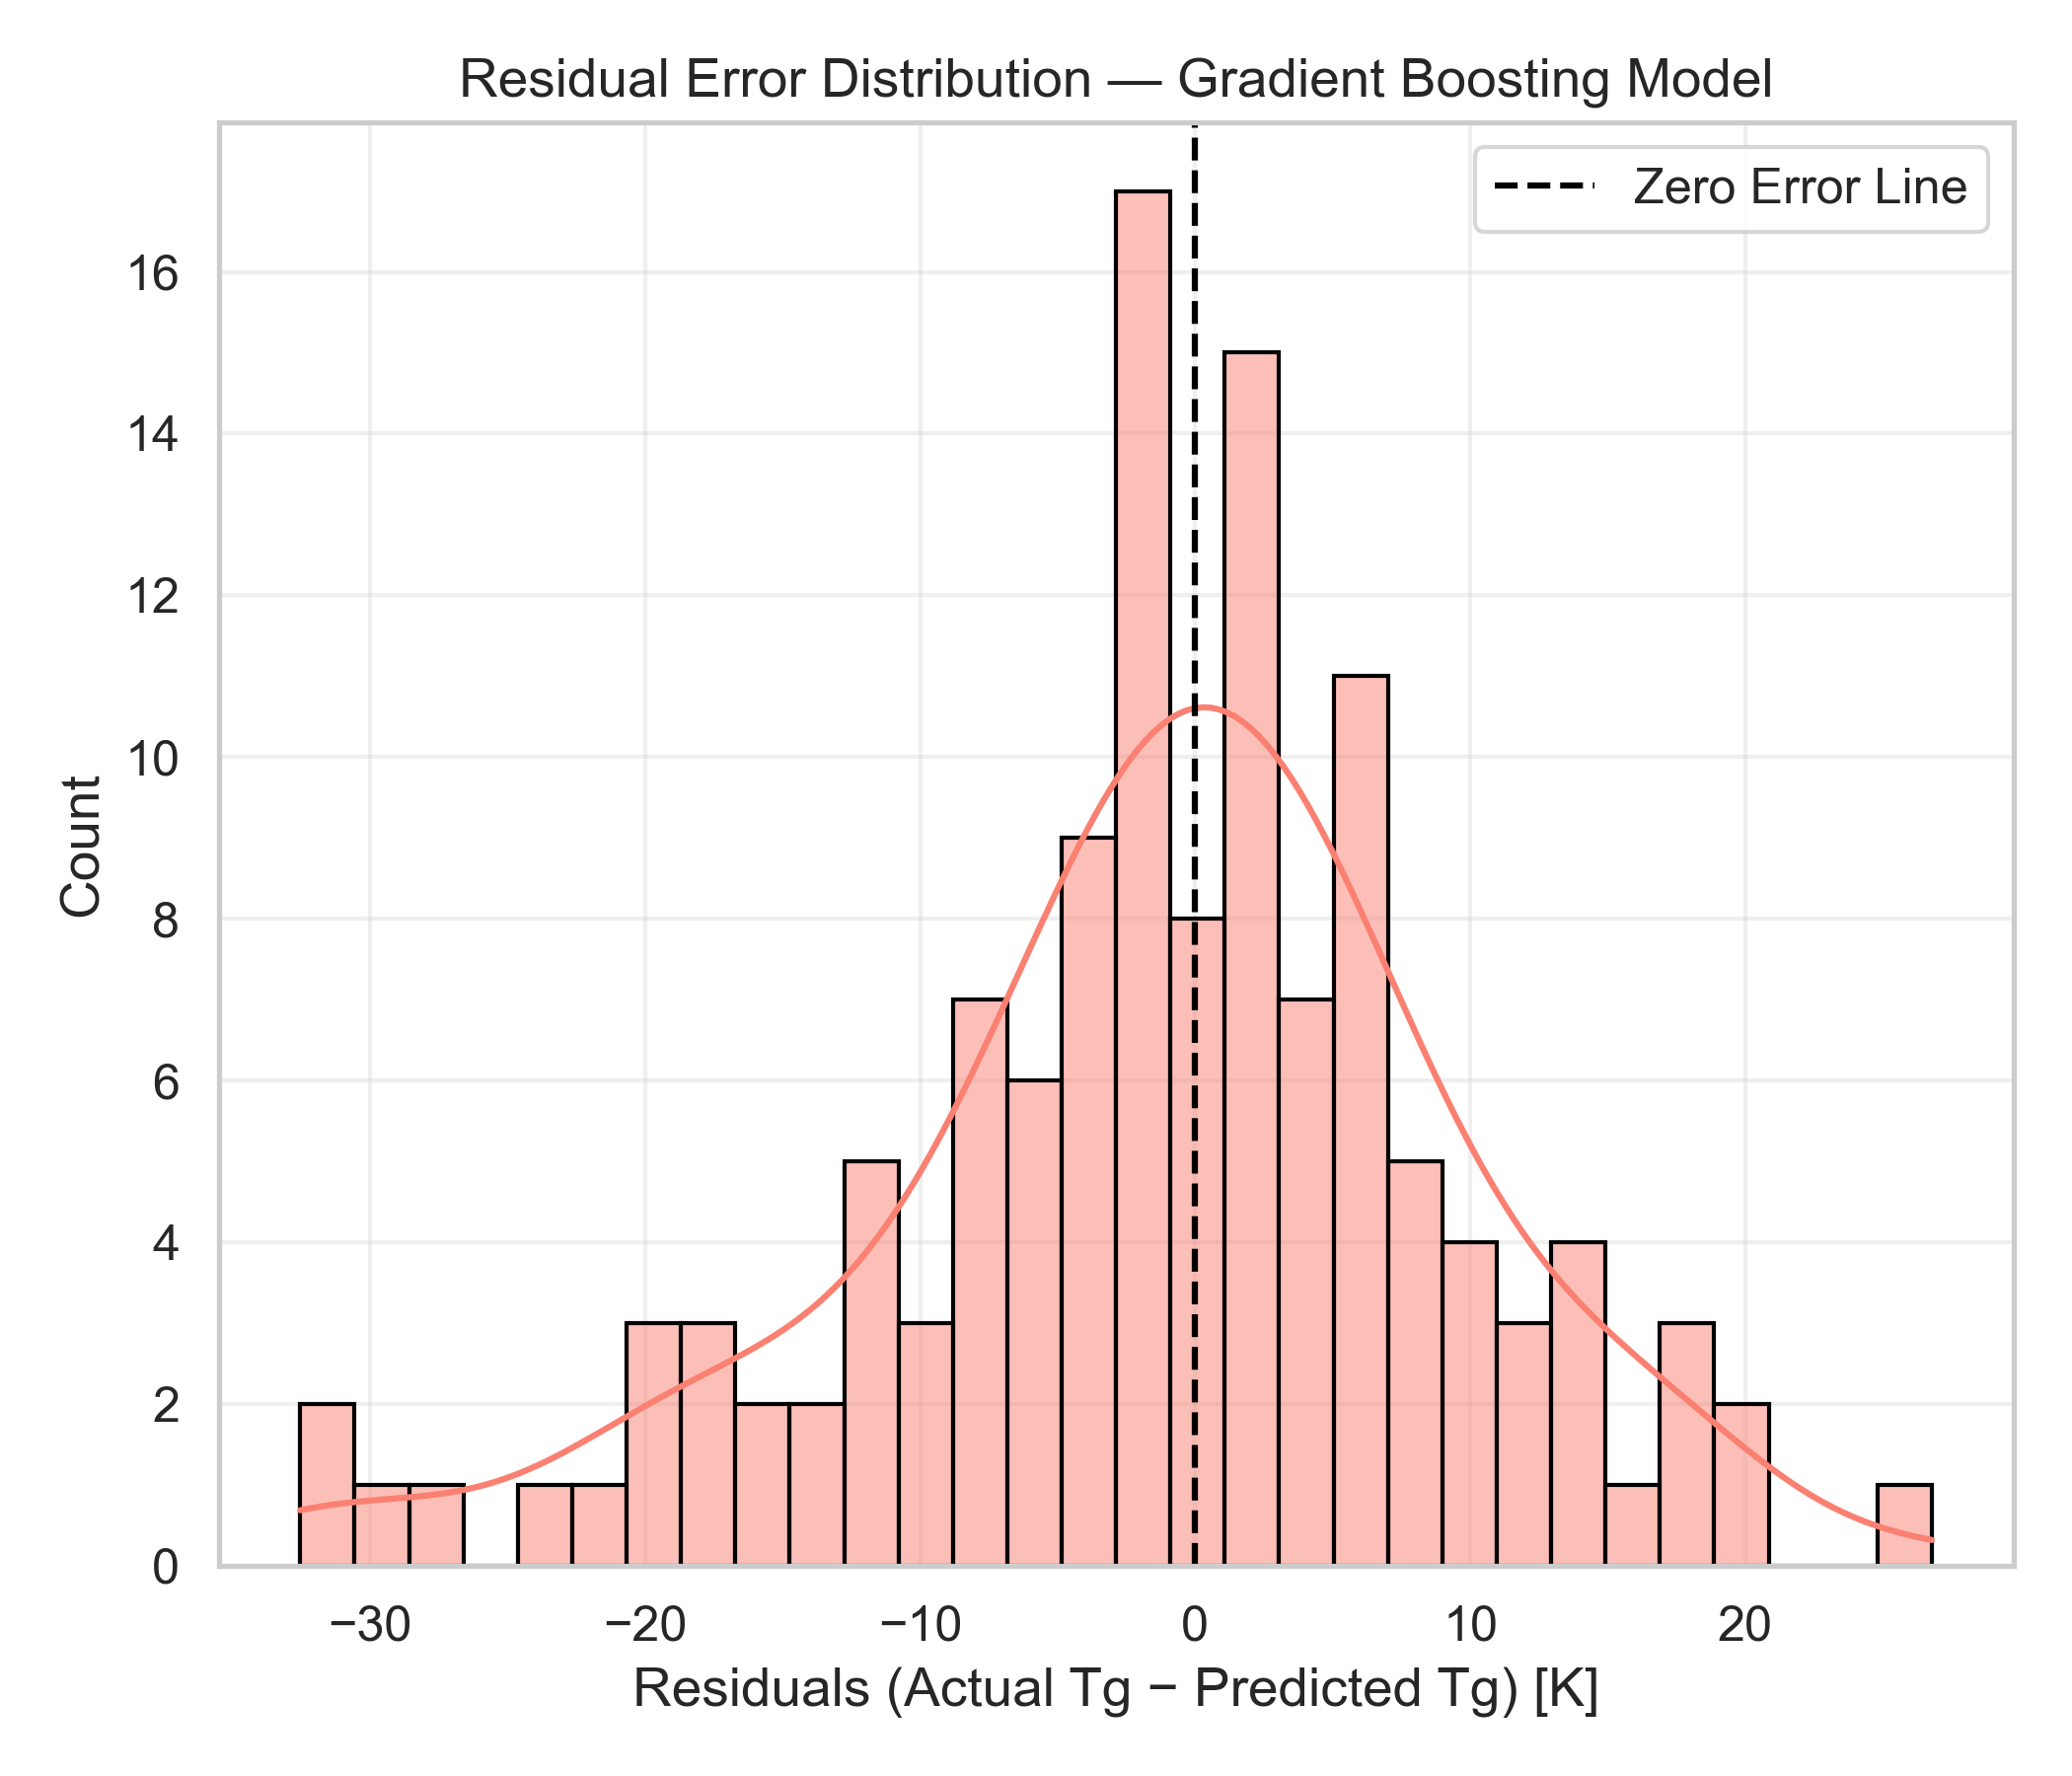 Residual Error Distribution — Gradient Boosting Model
Zero Error Line
16
14
12
10
8
6
4
2
0
Count
−30 −20 −10 0 10 20
Residuals (Actual Tg − Predicted Tg) [K]